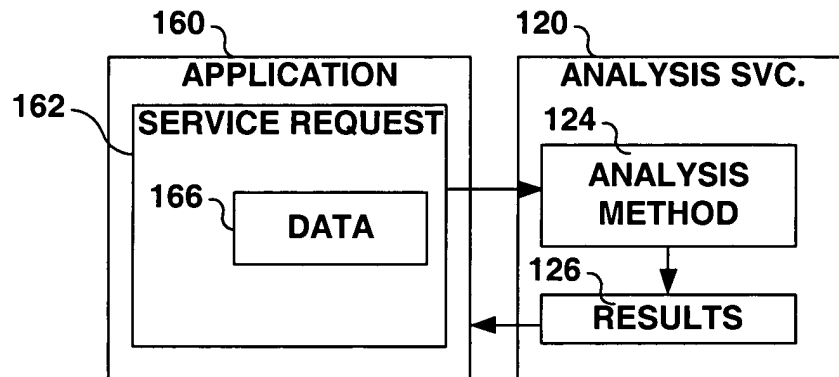 160
120
APPLICATION
ANALYSIS SVC.
162
SERVICE REQUEST
124
ANALYSIS
METHOD
166
DATA
126
RESULTS